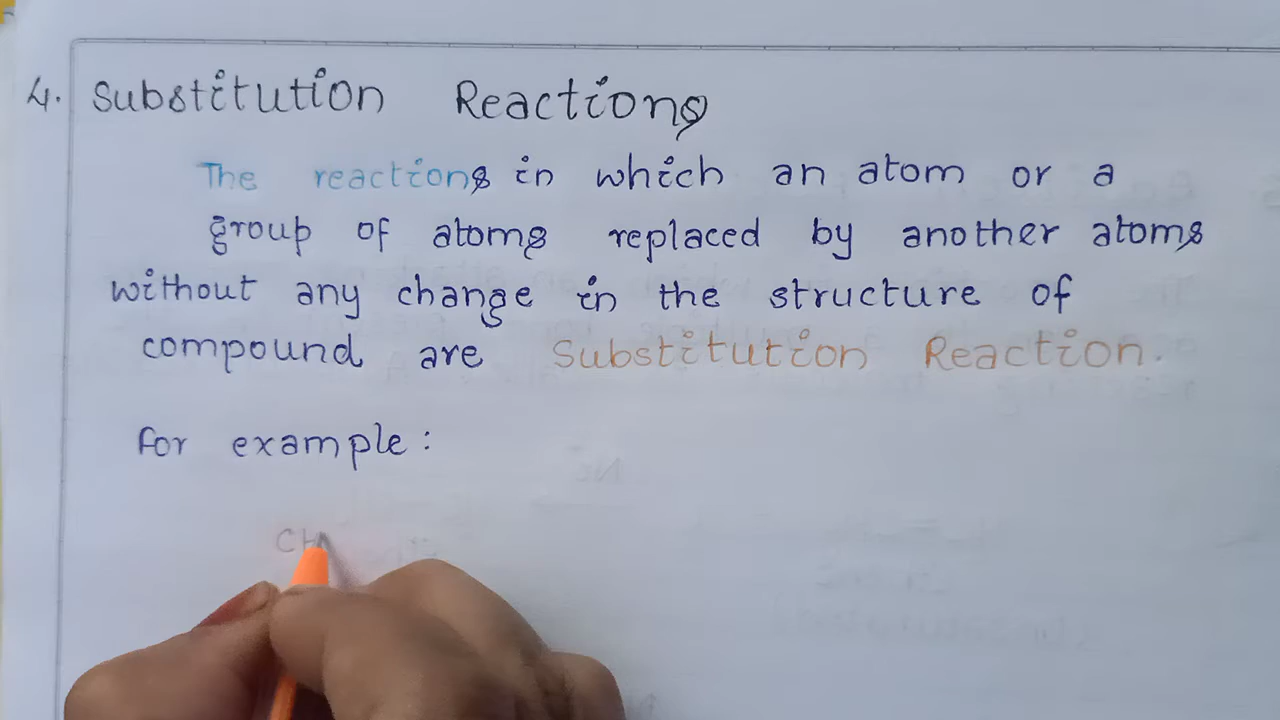 4. Substitution Reactions
The reactions in which an atom or a
group of atoms replaced by another atoms
without any change in the structure of
compound are Substitution Reaction.
For example:
CH